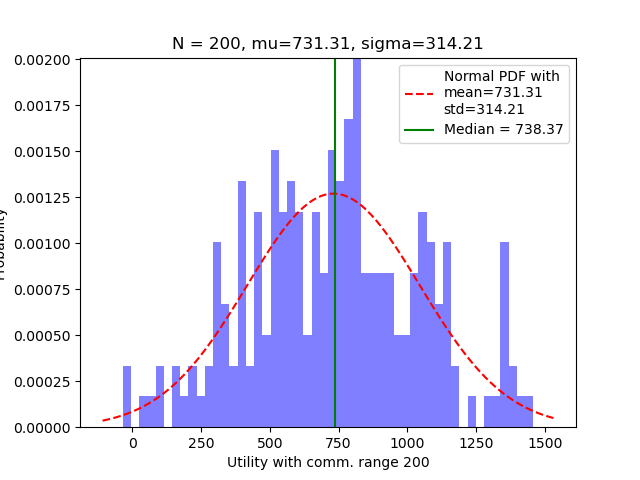 N = 200, mu=731.31, sigma=314.21
0.00200
0.00175
0.00150
0.00125
0.00100
0.00075
0.00050
0.00025
0.00000
Normal PDF with
mean=731.31
std=314.21
Median = 738.37
0 250 500 750 1000 1250 1500
Utility with comm. range 200